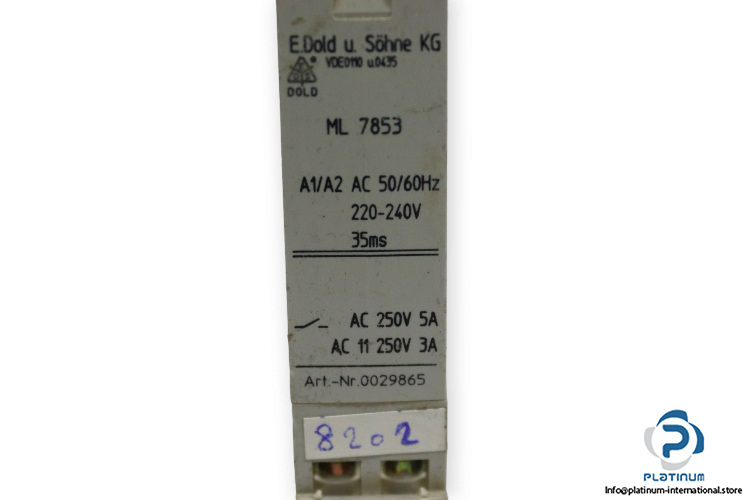 E.Dold u. Söhne KG
VDE0110 u.0435
DOLD
ML 7853
A1/A2 AC 50/60Hz
220-240V
35ms
AC 250V 5A
AC 11 250V 3A
Art.-Nr.0029865
8202
PLATINUM
Info@platinum-international.store